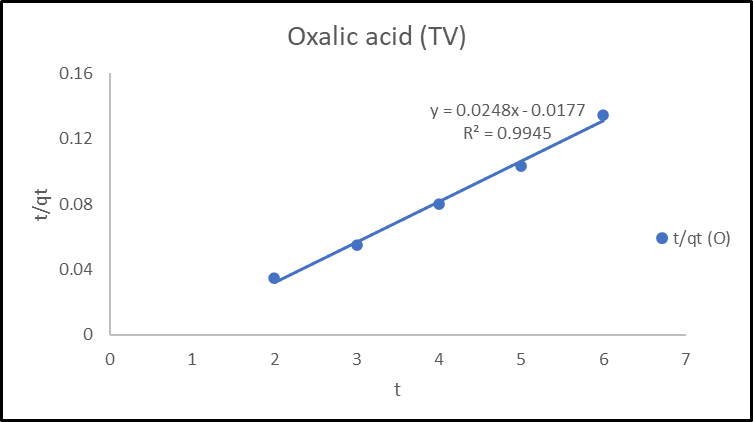 Oxalic acid (TV)
0.16
0.12
0.08
0.04
0
t/qt
y = 0.0248x - 0.0177
R² = 0.9945
t/qt (O)
0 1 2 3 4 5 6 7
t